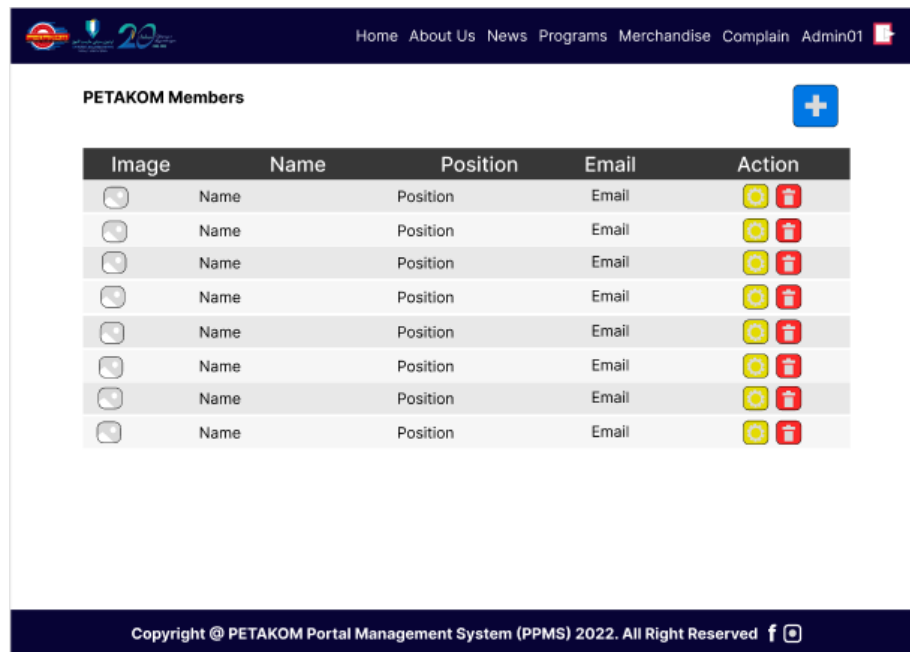 20
Home About Us News Programs Merchandise Complain Admin01
PETAKOM Members
Image Name Position Email Action
Name Position Email
Name Position Email
Name Position Email
Name Position Email
Name Position Email
Name Position Email
Name Position Email
Name Position Email
Copyright @ PETAKOM Portal Management System (PPMS) 2022. All Right Reserved